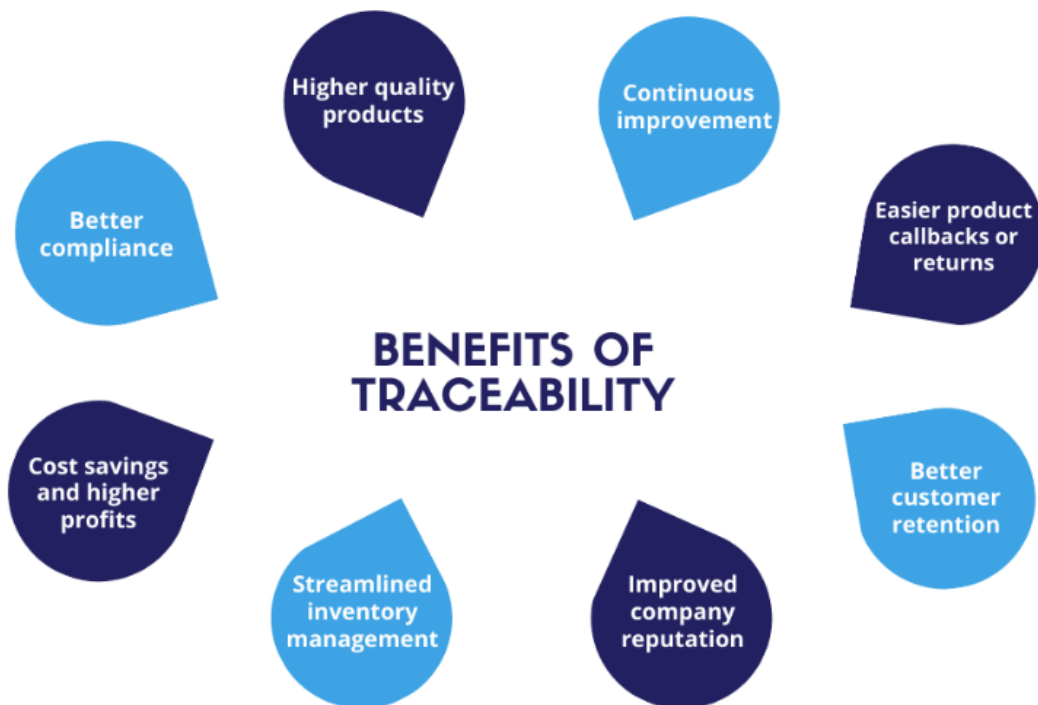 Higher quality
products
Continuous
improvement
Better
compliance
Easier product
callbacks or
returns
BENEFITS OF
TRACEABILITY
Cost savings
and higher
profits
Better
customer
retention
Streamlined
inventory
management
Improved
company
reputation